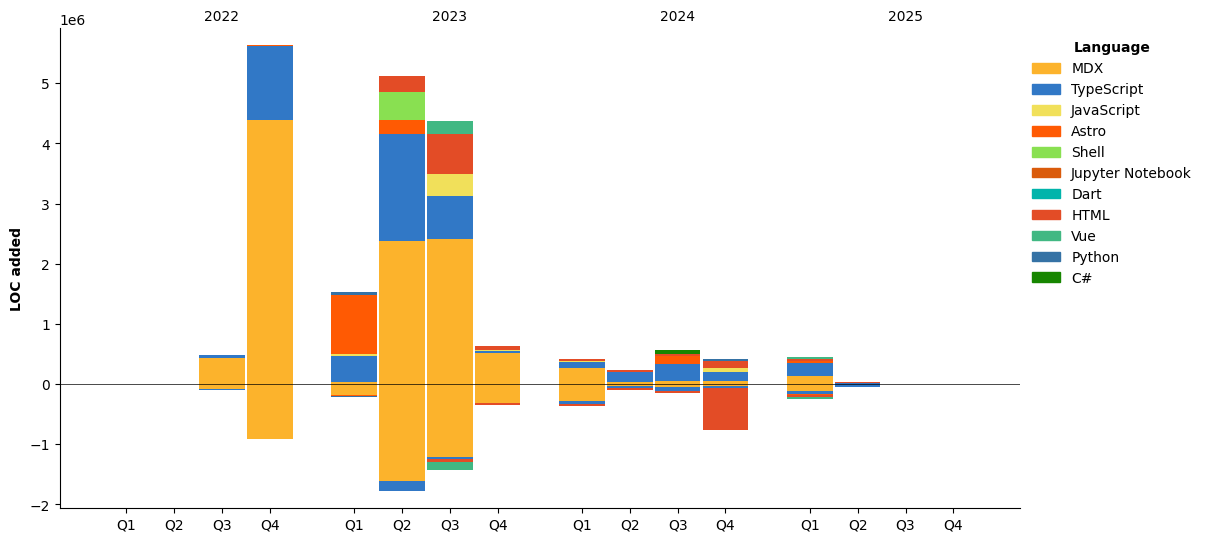 2022 2023 2024 2025
1e6
Language
MDX
TypeScript
JavaScript
Astro
Shell
Jupyter Notebook
Dart
HTML
Vue
Python
C#
LOC added
5
4
3
2
1
0
−1
−2
Q1 Q2 Q3 Q4 Q1 Q2 Q3 Q4 Q1 Q2 Q3 Q4 Q1 Q2 Q3 Q4